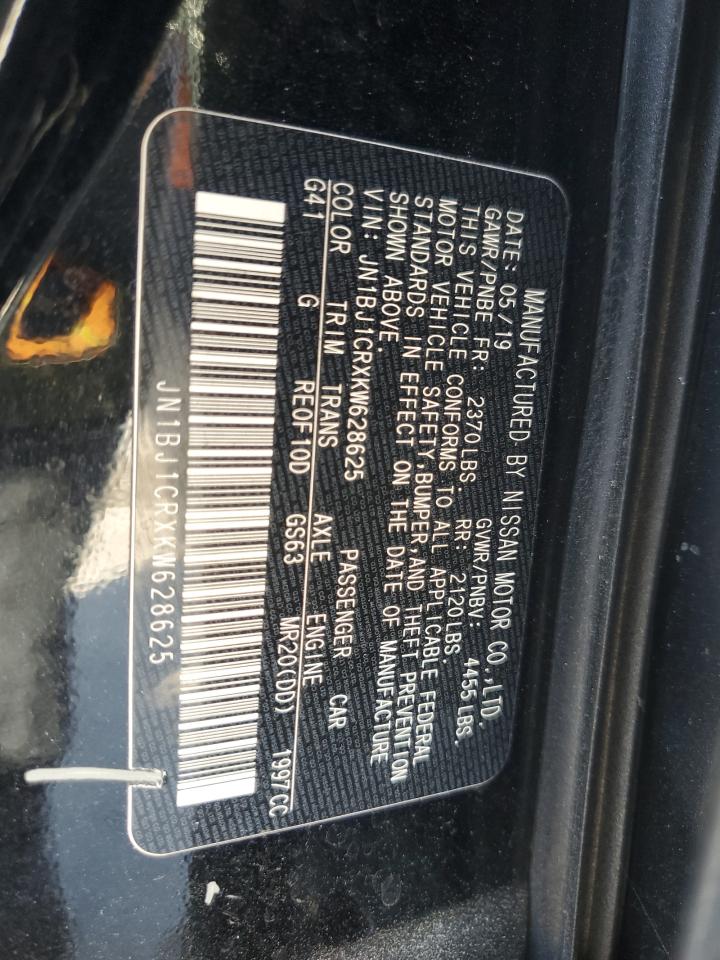 MANUFACTURED BY NISSAN MOTOR CO.,LTD.
DATE: 05/19 GVWR/PNBV: 4455 LBS.
GAWR/PNBE FR: 2370 LBS RR: 2120 LBS.
THIS VEHICLE CONFORMS TO ALL APPLICABLE FEDERAL
MOTOR VEHICLE SAFETY,BUMPER,AND THEFT PREVENTION
STANDARDS IN EFFECT ON THE DATE OF MANUFACTURE
SHOWN ABOVE.
VIN: JN1BJ1CRXKW628625 PASSENGER CAR
COLOR TRIM TRANS AXLE ENGINE
G41 G REOF10D GS63 MR20(DD) 1997CC
JN1BJ1CRXKW628625